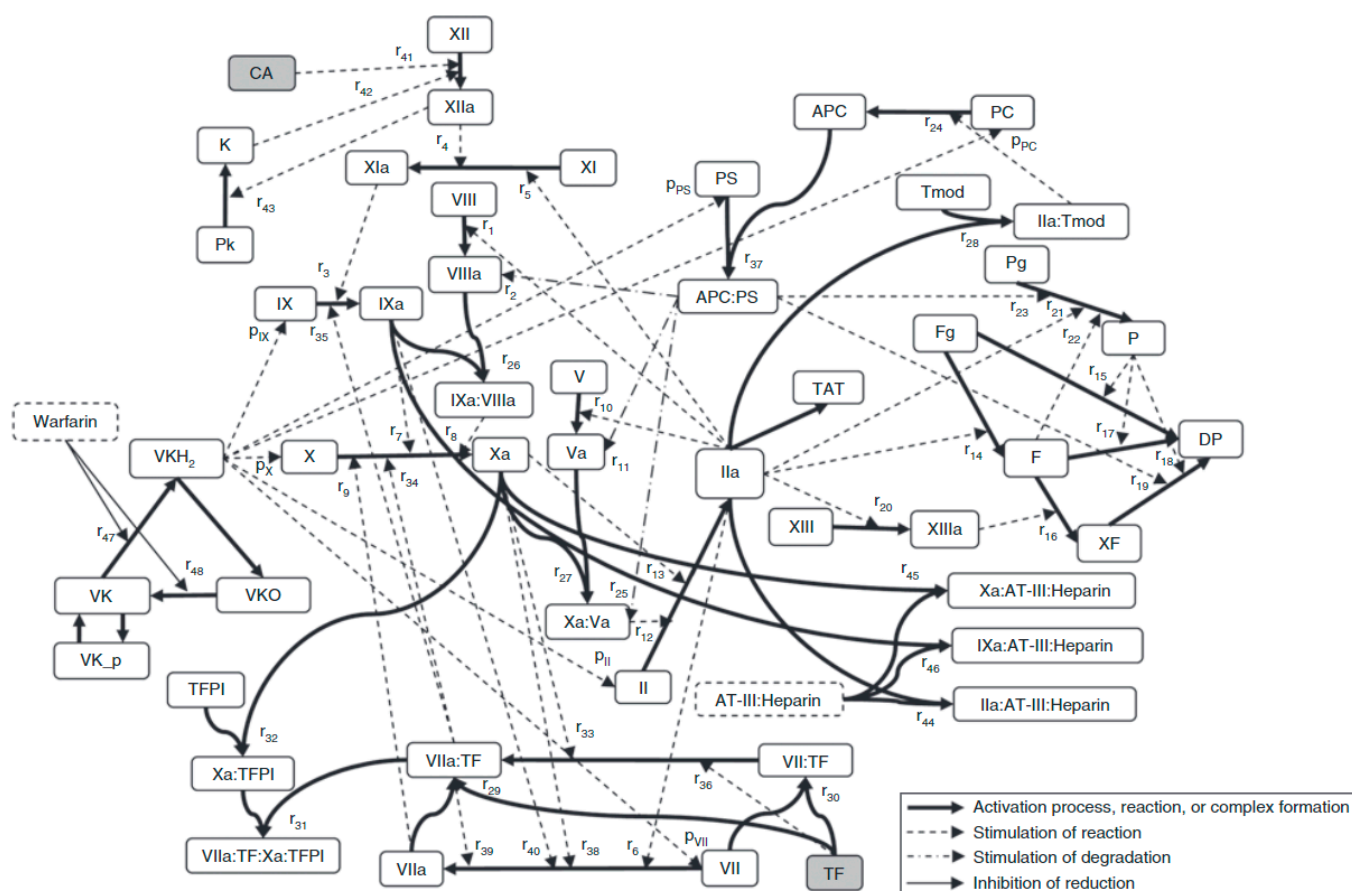 XII
r41
CA
r42
XIIa
APC
PC
r24
K
r4
pPC
XIa
XI
r5
PS
pPS
Tmod
r43
VIII
IIa:Tmod
Pk
r1
r28
r37
Pg
r3
VIIIa
r2
IX
IXa
APC:PS
r23
r21
pIX
r35
Fg
r22
P
r26
V
r15
IXa:VIIIa
TAT
r10
Warfarin
VKH2
r7
r8
r17
DP
pX
X
Xa
Va
r11
IIa
r14
F
r18
r9
r34
r19
r20
XIII
XIIIa
r16
XF
r47
r48
r27
r13
r45
VK
VKO
r25
Xa:AT-III:Heparin
Xa:Va
r12
VK_p
pII
IXa:AT-III:Heparin
r46
TFPI
II
AT-III:Heparin
IIa:AT-III:Heparin
r44
r32
r33
Xa:TFPI
VIIa:TF
VII:TF
r36
r29
r30
r31
pVII
VIIa:TF:Xa:TFPI
r39
r40
r38
r6
VIIa
VII
TF
Activation process, reaction, or complex formation
Stimulation of reaction
Stimulation of degradation
Inhibition of reduction